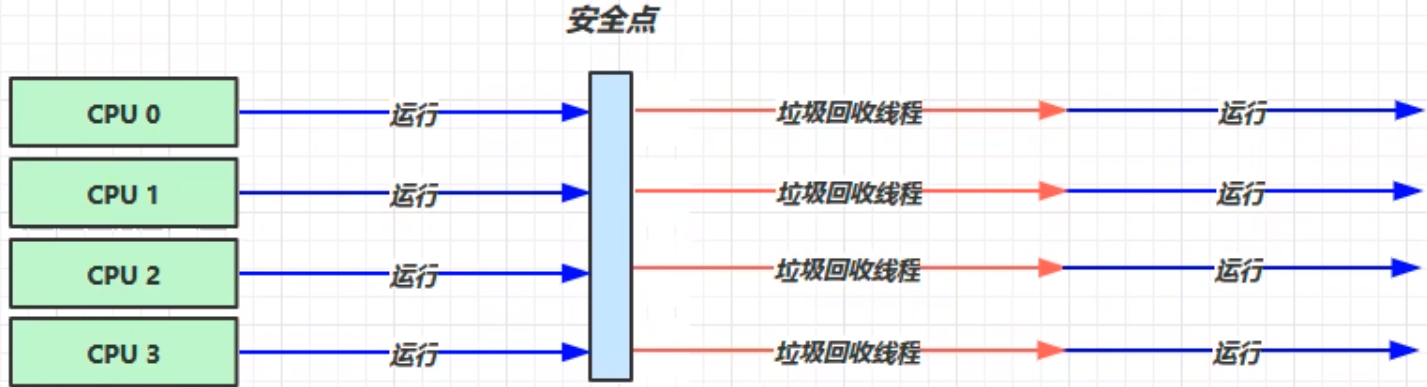 安全点
CPU 0 运行 垃圾回收线程 运行
CPU 1 运行 垃圾回收线程 运行
CPU 2 运行 垃圾回收线程 运行
CPU 3 运行 垃圾回收线程 运行